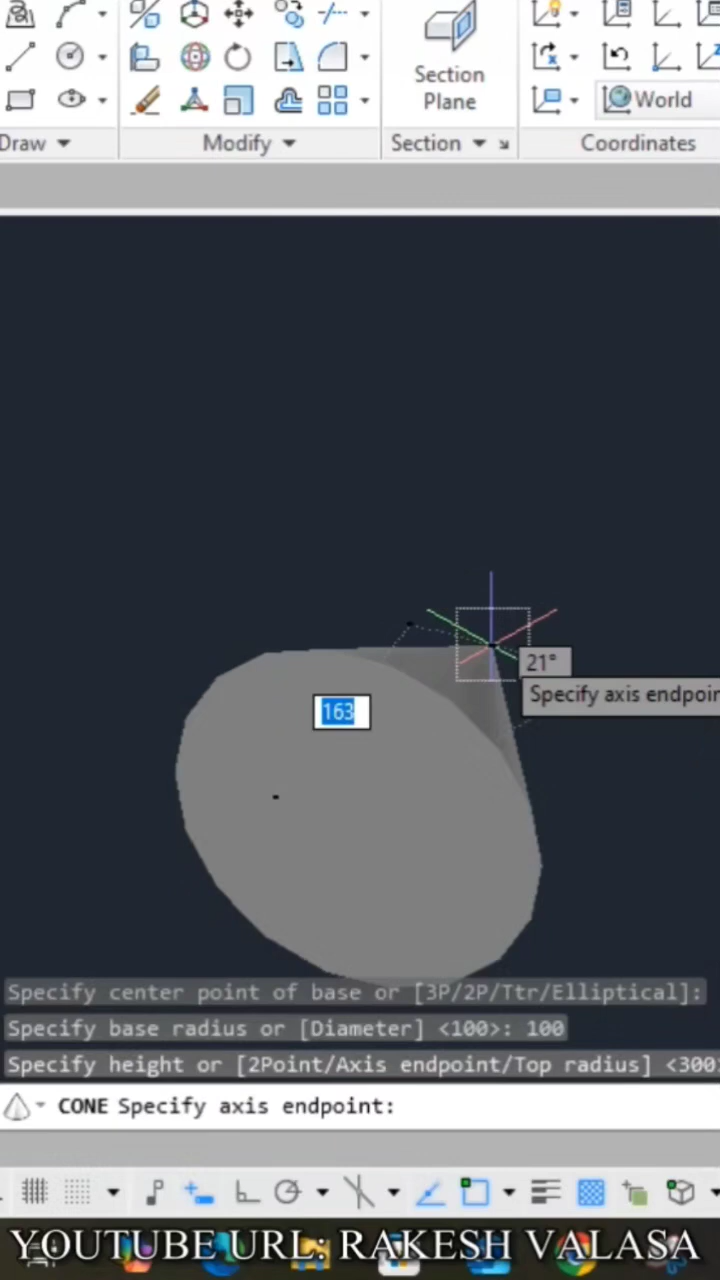 Section
Plane
World
Draw
Modify
Section
Coordinates
21°
Specify axis endpoin
163
Specify center point of base or [3P/2P/Ttr/Elliptical]:
Specify base radius or [Diameter] <100>: 100
Specify height or [2Point/Axis endpoint/Top radius] <300>
CONE Specify axis endpoint:
YOUTUBE URL: RAKESH VALASA